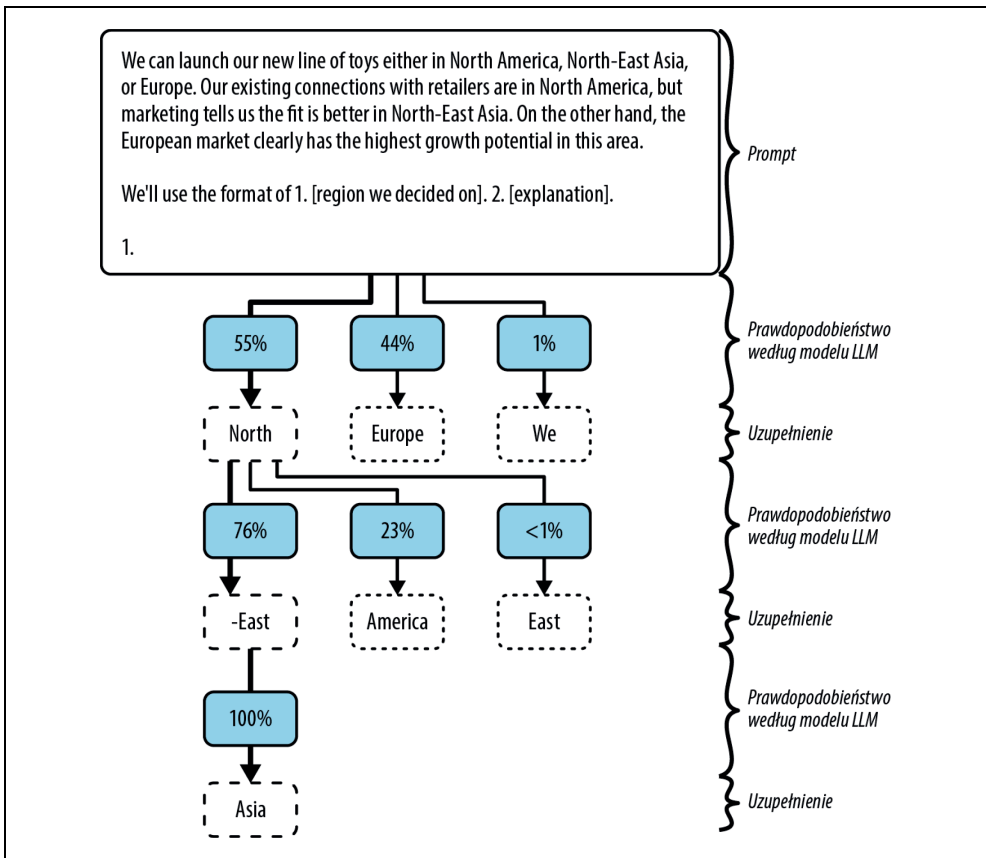 We can launch our new line of toys either in North America, North-East Asia,
or Europe. Our existing connections with retailers are in North America, but
marketing tells us the fit is better in North-East Asia. On the other hand, the
European market clearly has the highest growth potential in this area.
We'll use the format of 1. [region we decided on]. 2. [explanation].
1.
Prompt
55%
44%
1%
Prawdopodobieństwo
według modelu LLM
North
Europe
We
Uzupełnienie
76%
23%
<1%
Prawdopodobieństwo
według modelu LLM
-East
America
East
Uzupełnienie
100%
Prawdopodobieństwo
według modelu LLM
Asia
Uzupełnienie